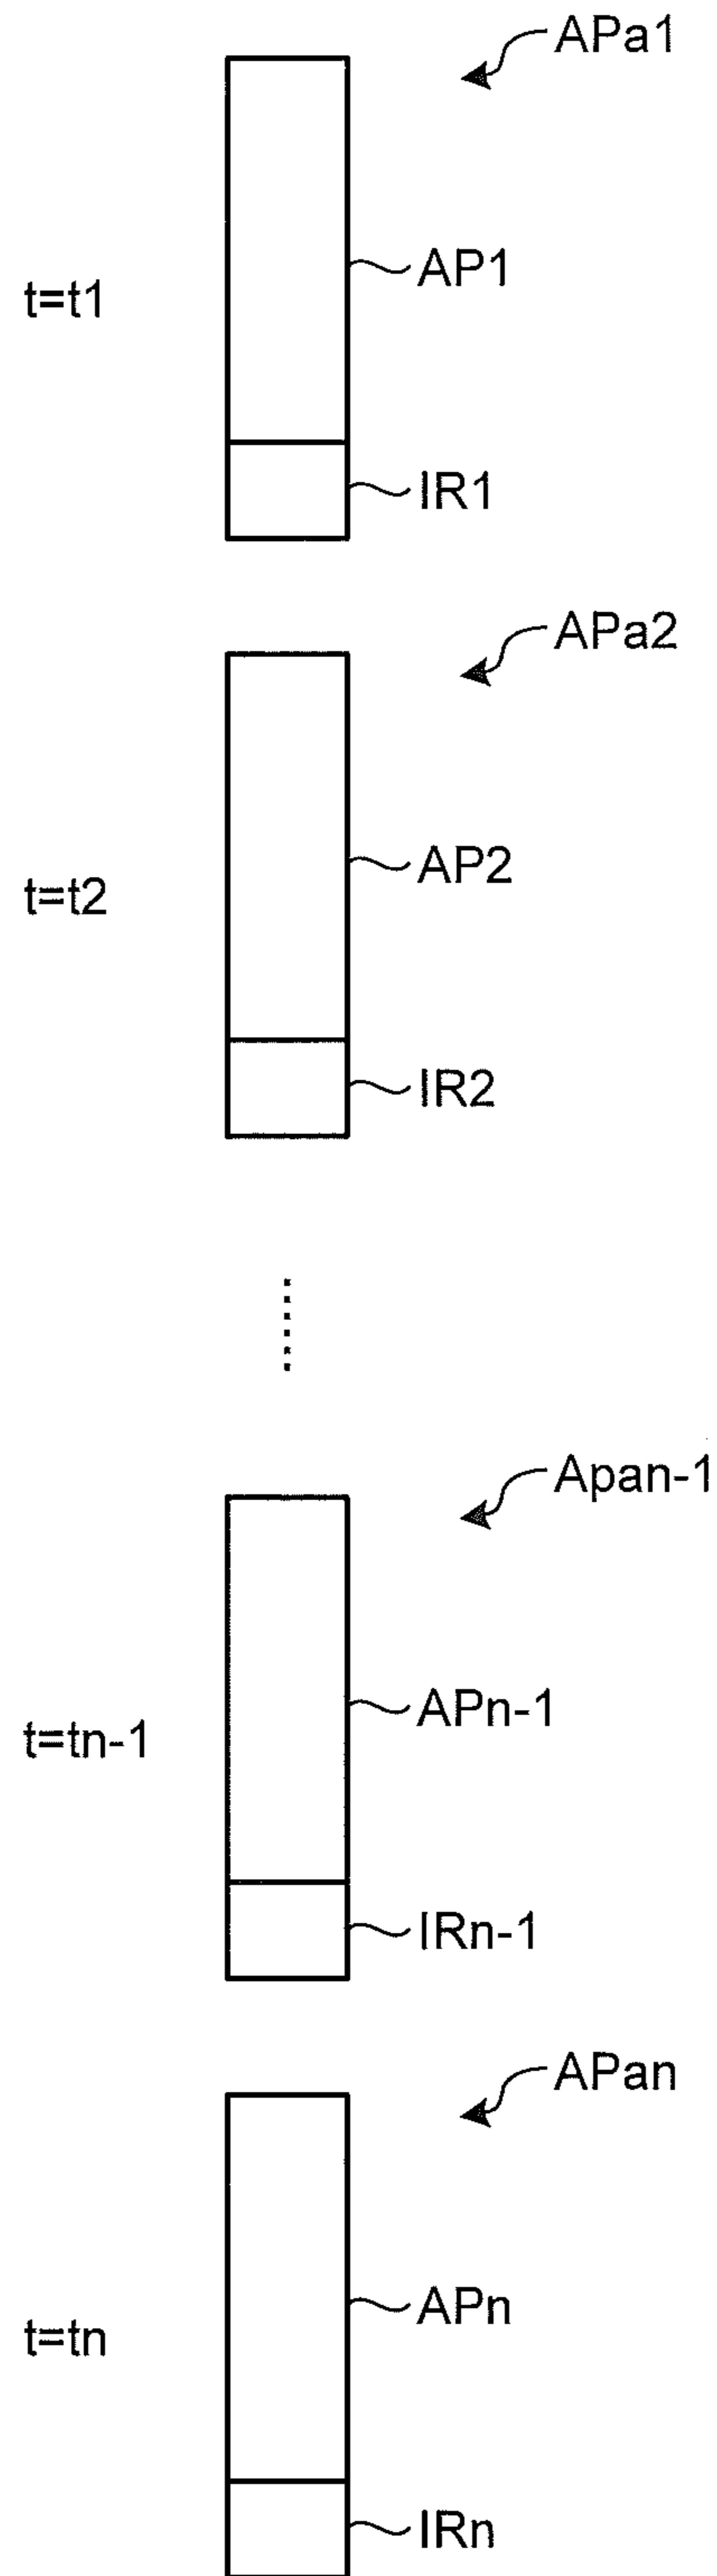 APa1
AP1
t=t1
IR1
APa2
AP2
t=t2
IR2
Apan-1
APn-1
t=tn-1
IRn-1
APan
APn
t=tn
IRn